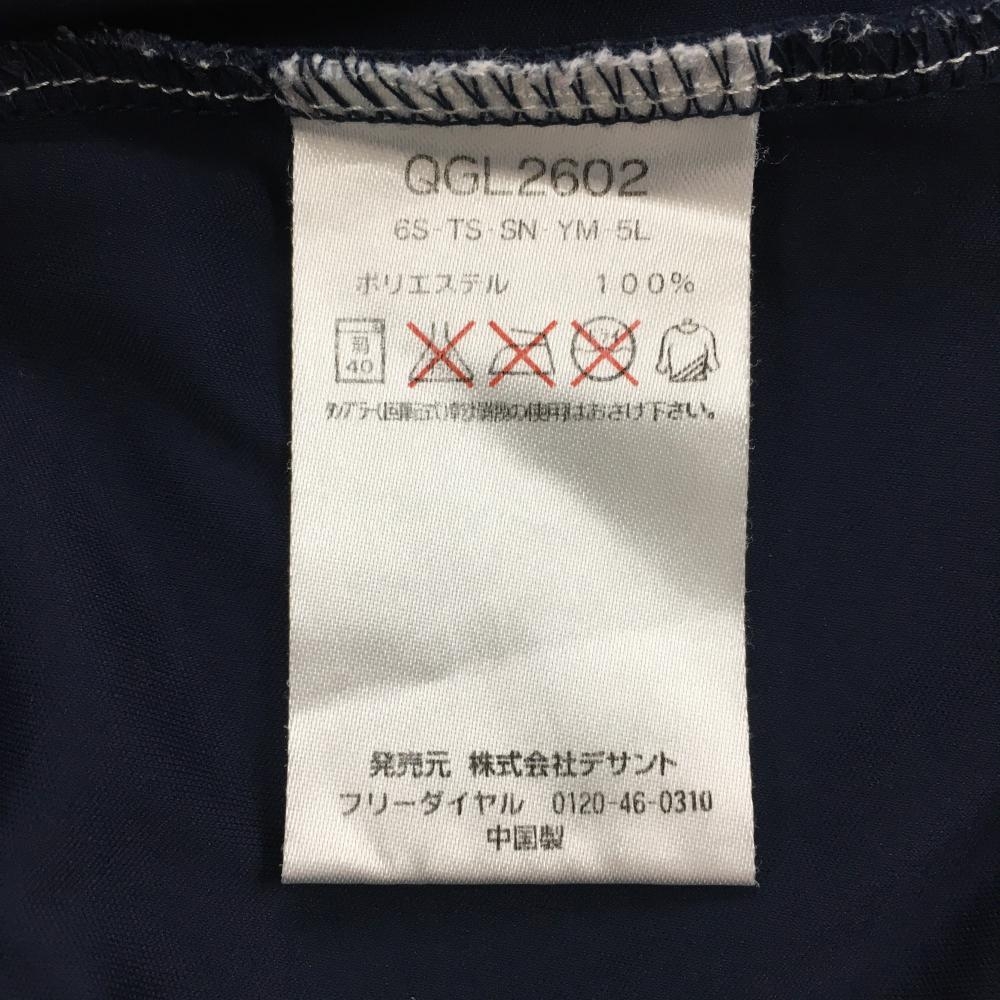 QGL2602
6S-TS-SN-YM-5L
ポリエステル 100%
40
タンブラー(回転式)乾燥機の使用はおさけ下さい。
発売元 株式会社デサント
フリーダイヤル 0120-46-0310
中国製